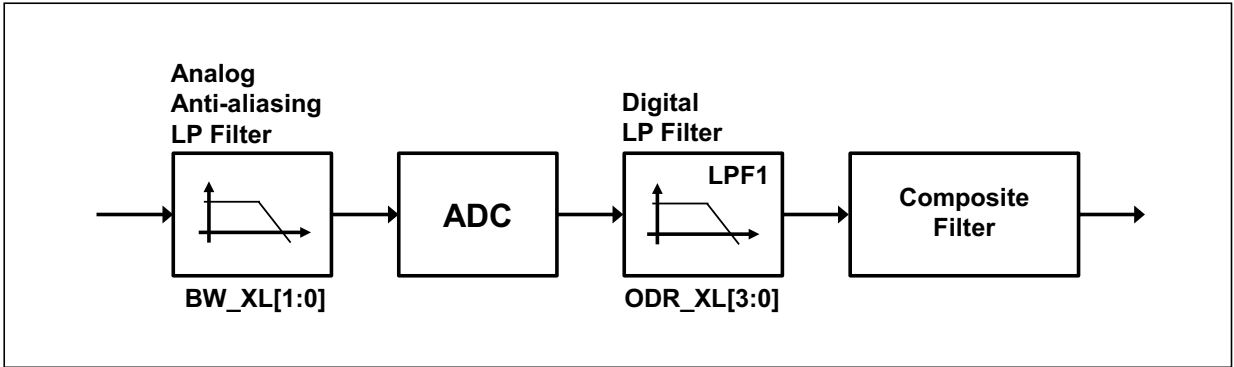 Analog
Anti-aliasing
LP Filter
BW_XL[1:0]
ADC
Digital
LP Filter
LPF1
ODR_XL[3:0]
Composite
Filter